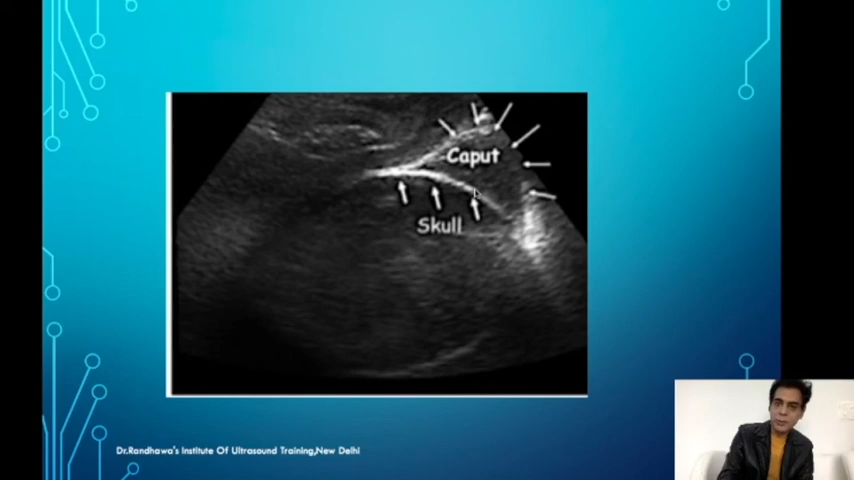 Caput
Skull
Dr.Randhawa's Institute Of Ultrasound Training,New Delhi